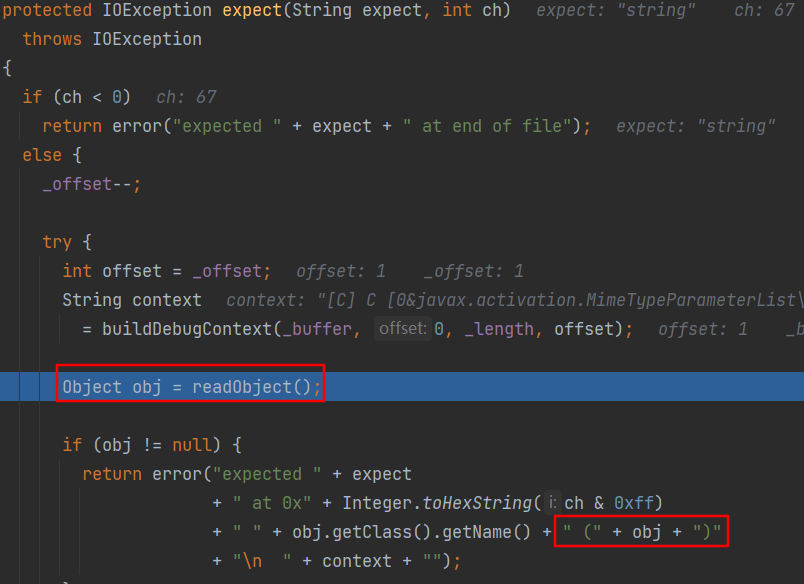 protected IOException expect(String expect, int ch)  expect: "string"  ch: 67
throws IOException
{
if (ch < 0)  ch: 67
return error("expected " + expect + " at end of file");  expect: "string"
else {
_offset--;
try {
int offset = _offset;  offset: 1  _offset: 1
String context  context: "[C] C [0&javax.activation.MimeTypeParameterList\
= buildDebugContext(_buffer, offset: 0, _length, offset);  offset: 1  _b
Object obj = readObject();
if (obj != null) {
return error("expected " + expect
+ " at 0x" + Integer.toHexString( i: ch & 0xff)
+ " " + obj.getClass().getName() + " (" + obj + ")"
+ "\n  " + context + "");